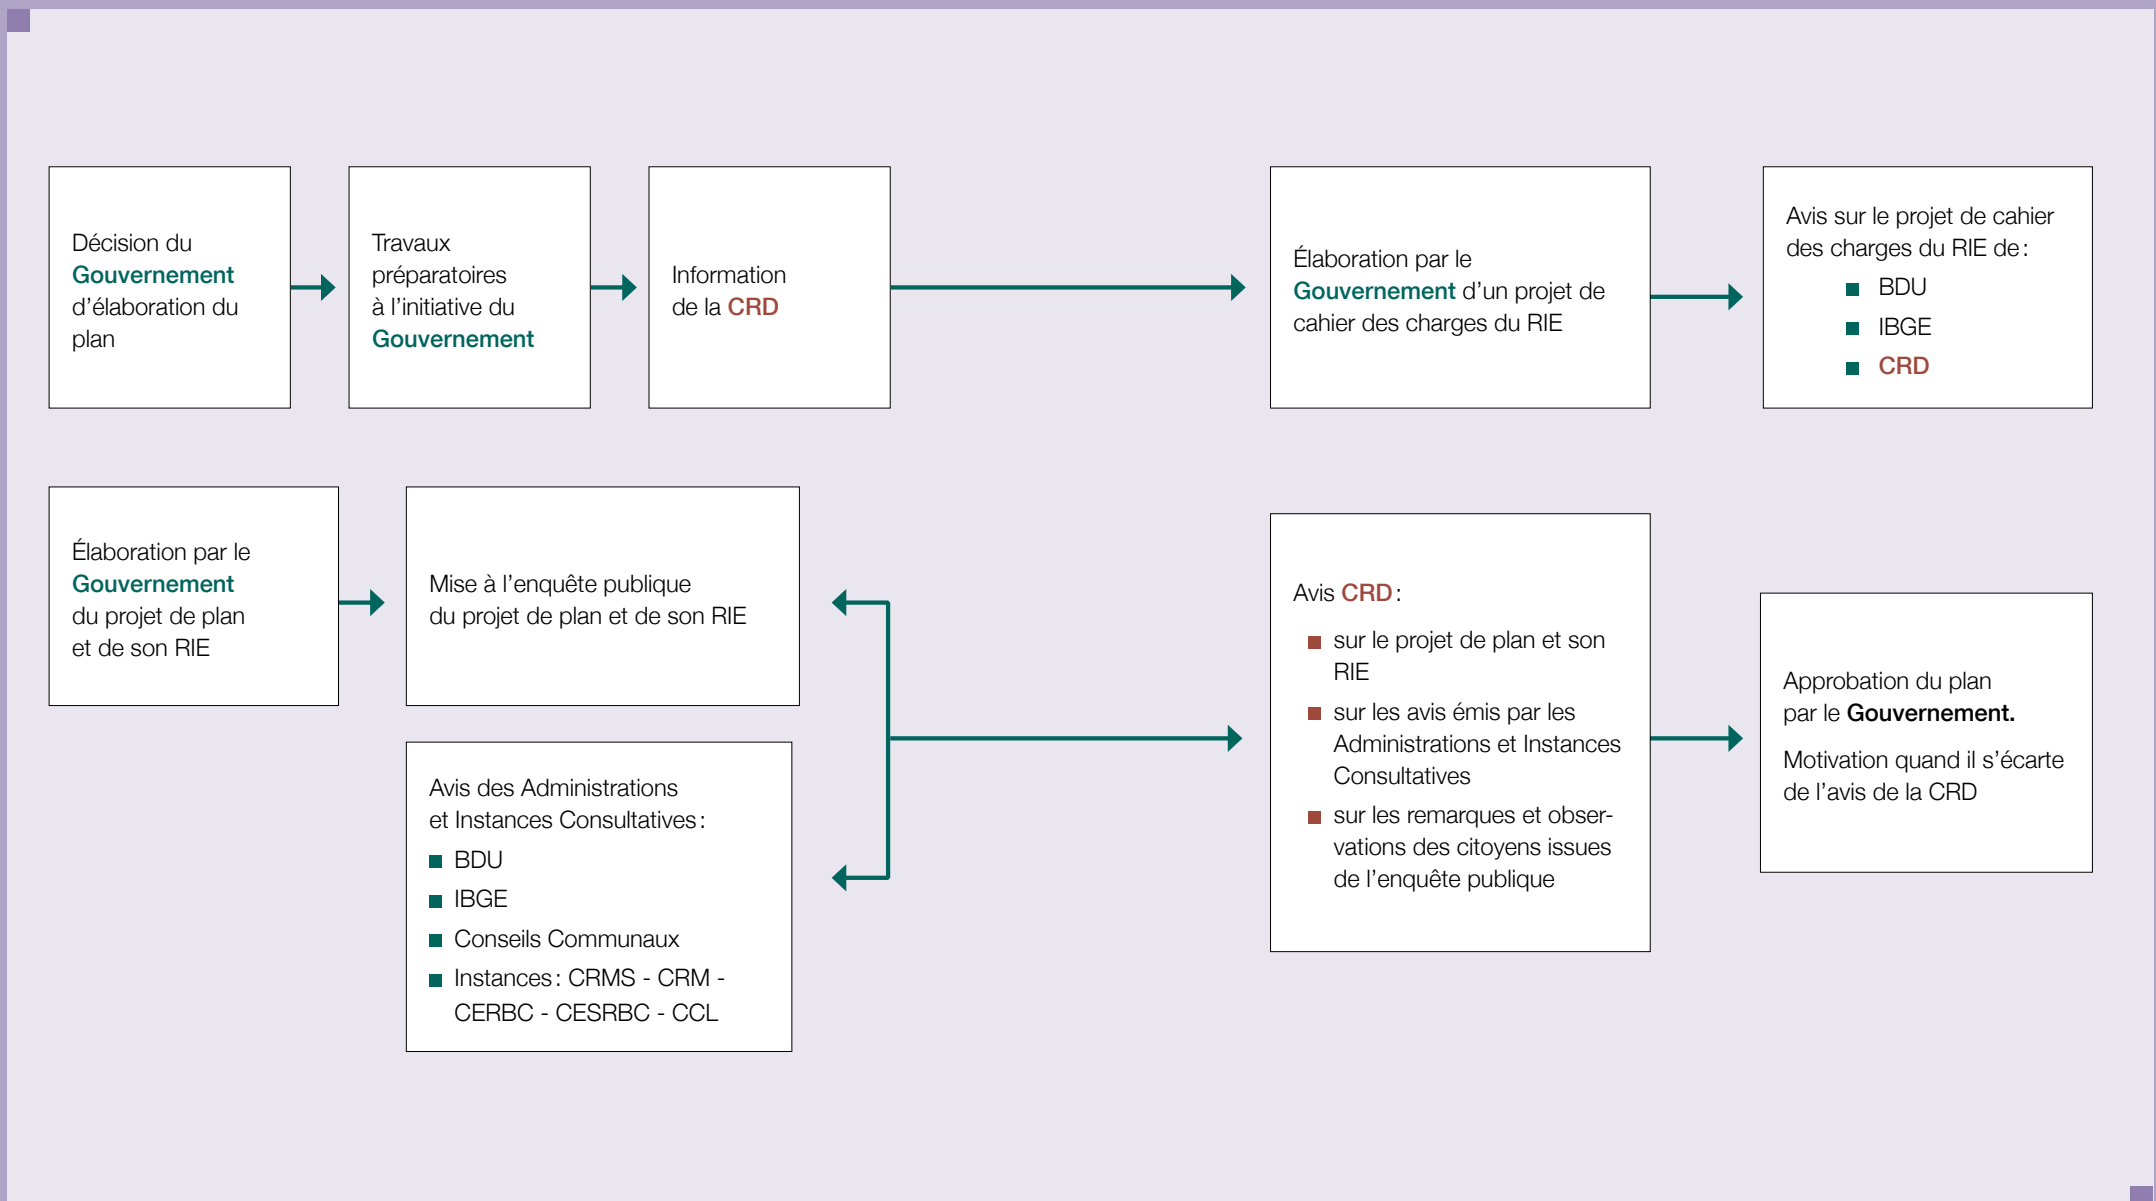 Décision du
Gouvernement
d’élaboration du
plan
Travaux
préparatoires
à l’initiative du
Gouvernement
Information
de la CRD
Élaboration par le
Gouvernement d’un projet de
cahier des charges du RIE
Avis sur le projet de cahier
des charges du RIE de :
BDU
IBGE
CRD
Élaboration par le
Gouvernement
du projet de plan
et de son RIE
Mise à l’enquête publique
du projet de plan et de son RIE
Avis des Administrations
et Instances Consultatives :
BDU
IBGE
Conseils Communaux
Instances : CRMS - CRM -
CERBC - CESRBC - CCL
Avis CRD :
sur le projet de plan et son
RIE
sur les avis émis par les
Administrations et Instances
Consultatives
sur les remarques et obser-
vations des citoyens issues
de l’enquête publique
Approbation du plan
par le Gouvernement.
Motivation quand il s’écarte
de l’avis de la CRD